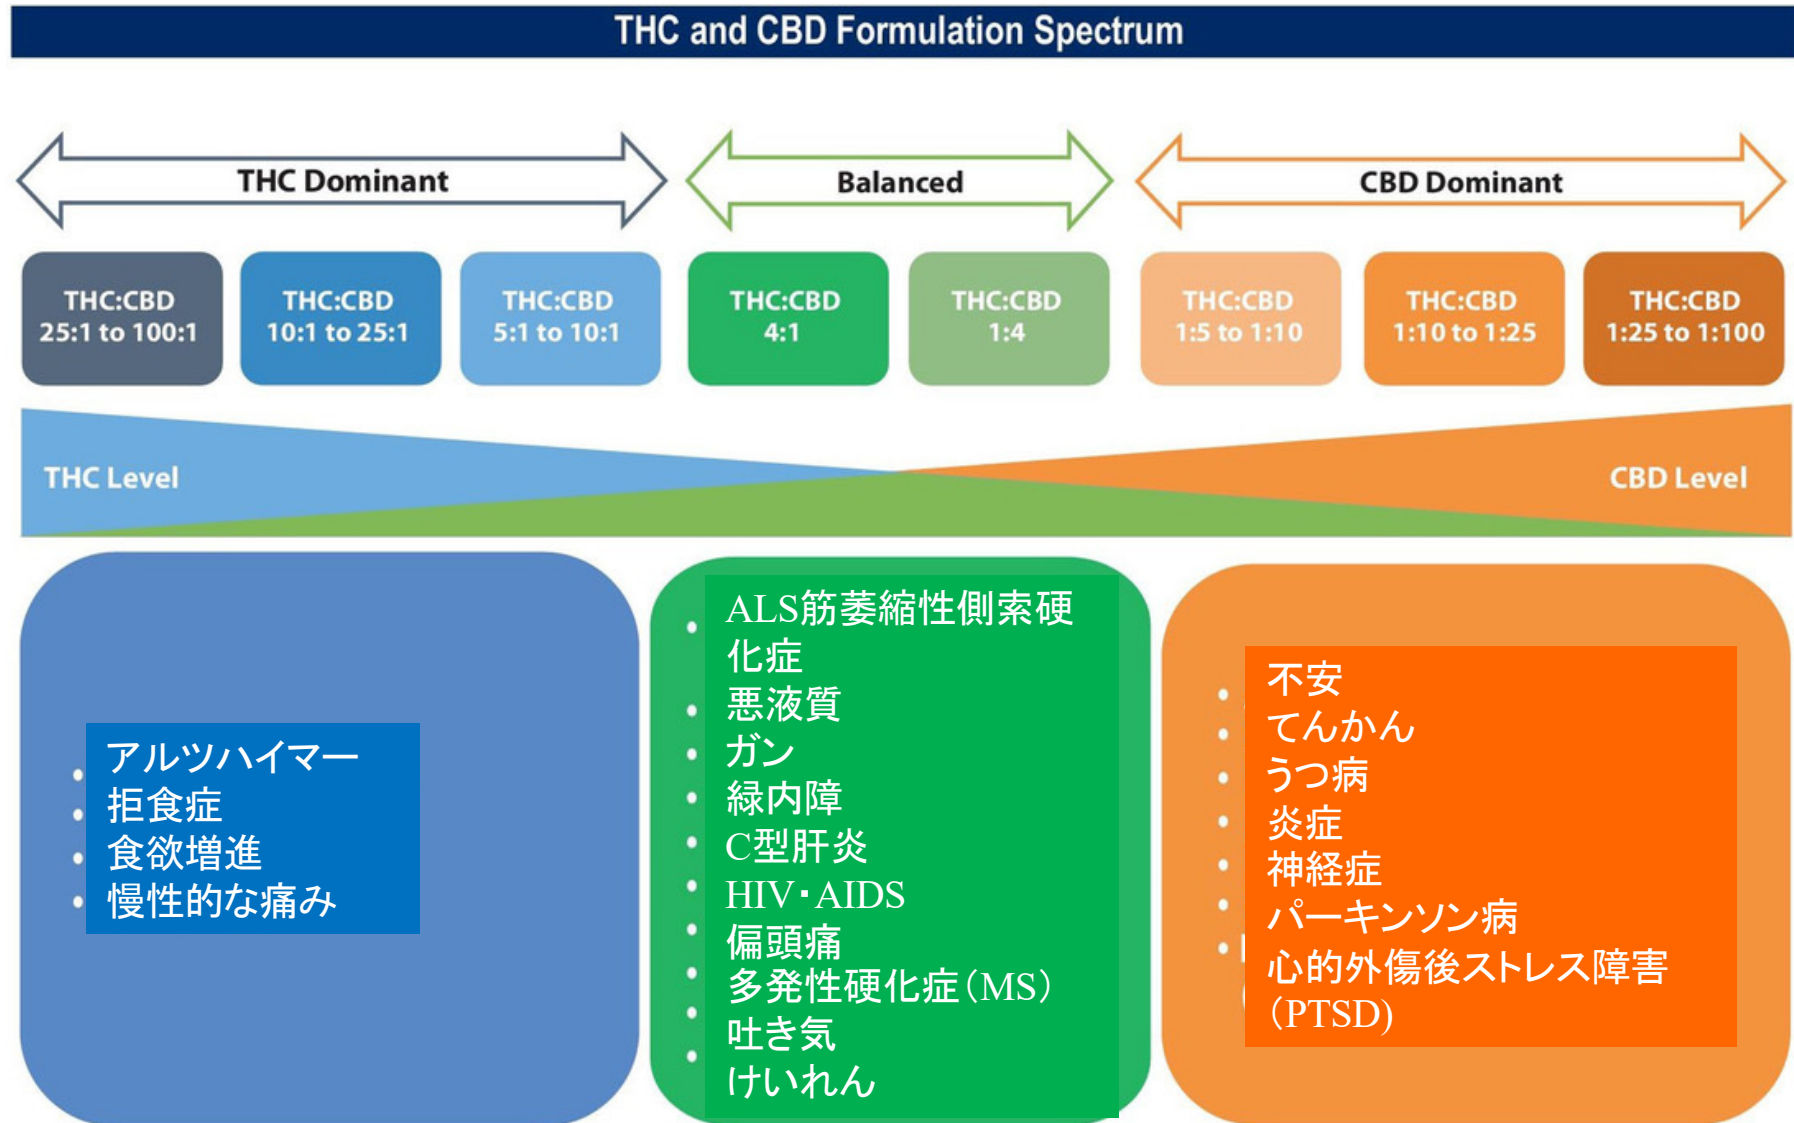 THC and CBD Formulation Spectrum
THC Dominant
Balanced
CBD Dominant
THC:CBD
25:1 to 100:1
THC:CBD
10:1 to 25:1
THC:CBD
5:1 to 10:1
THC:CBD
4:1
THC:CBD
1:4
THC:CBD
1:5 to 1:10
THC:CBD
1:10 to 1:25
THC:CBD
1:25 to 1:100
THC Level
CBD Level
アルツハイマー
拒食症
食欲増進
慢性的な痛み
ALS筋萎縮性側索硬
化症
悪液質
ガン
緑内障
C型肝炎
HIV・AIDS
偏頭痛
多発性硬化症（MS）
吐き気
けいれん
不安
てんかん
うつ病
炎症
神経症
パーキンソン病
心的外傷後ストレス障害
（PTSD)